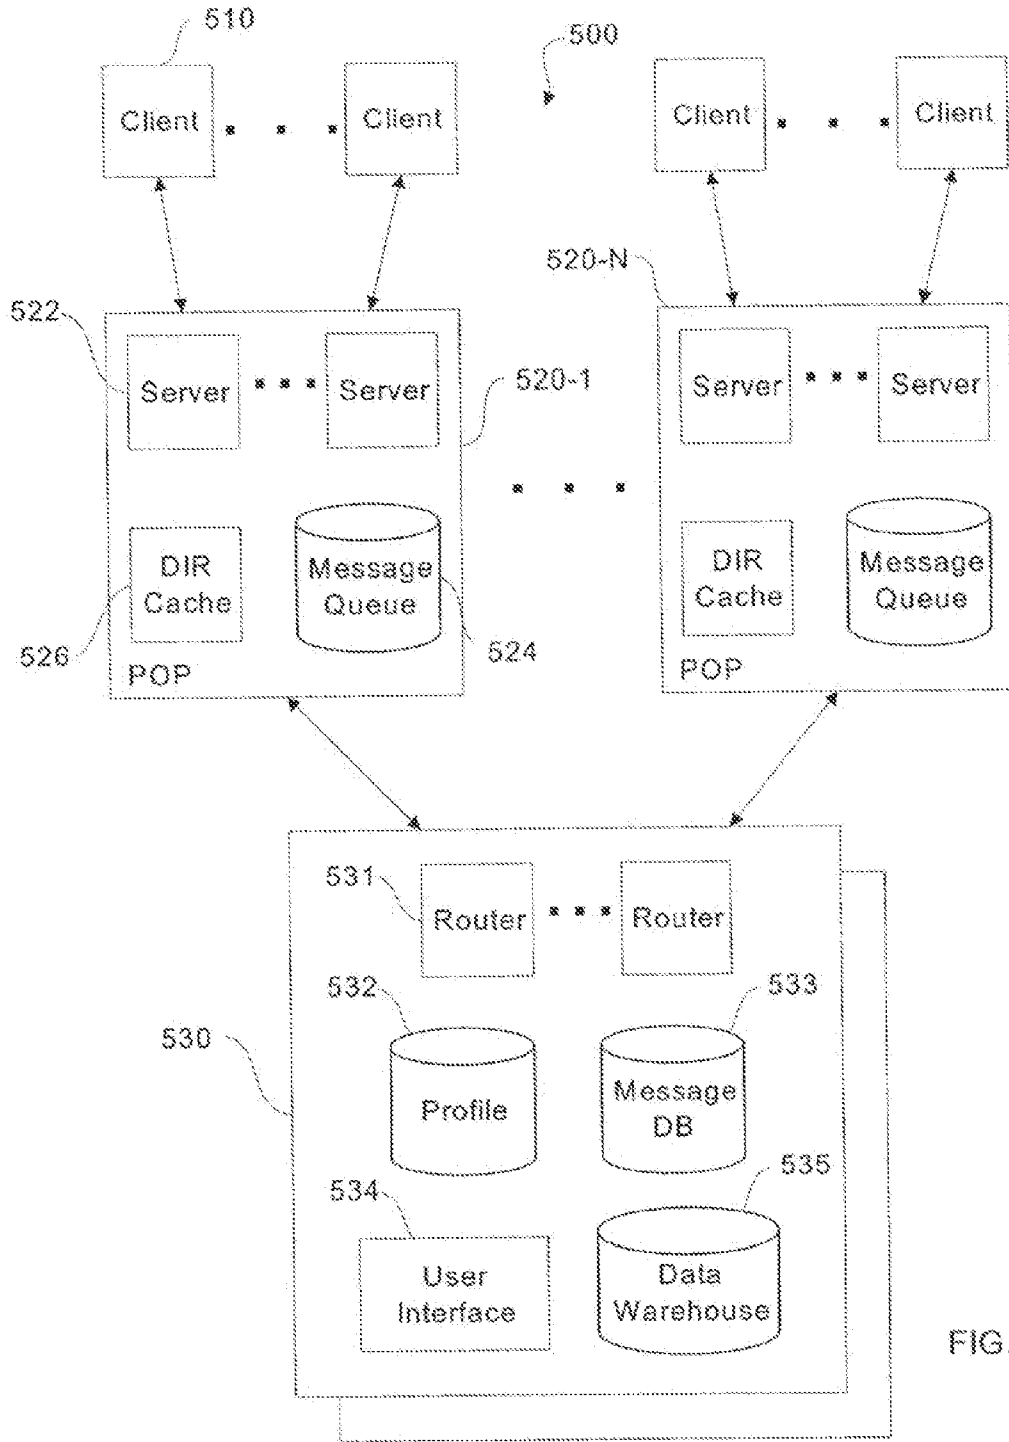 510
500
Client
Client
Client
Client
520-N
522
Server
Server
520-1
Server
Server
DIR
Cache
Message
Queue
DIR
Cache
Message
Queue
526
POP
524
POP
531
Router
Router
532
533
530
Profile
Message
DB
534
535
User
Interface
Data
Warehouse
FIG.